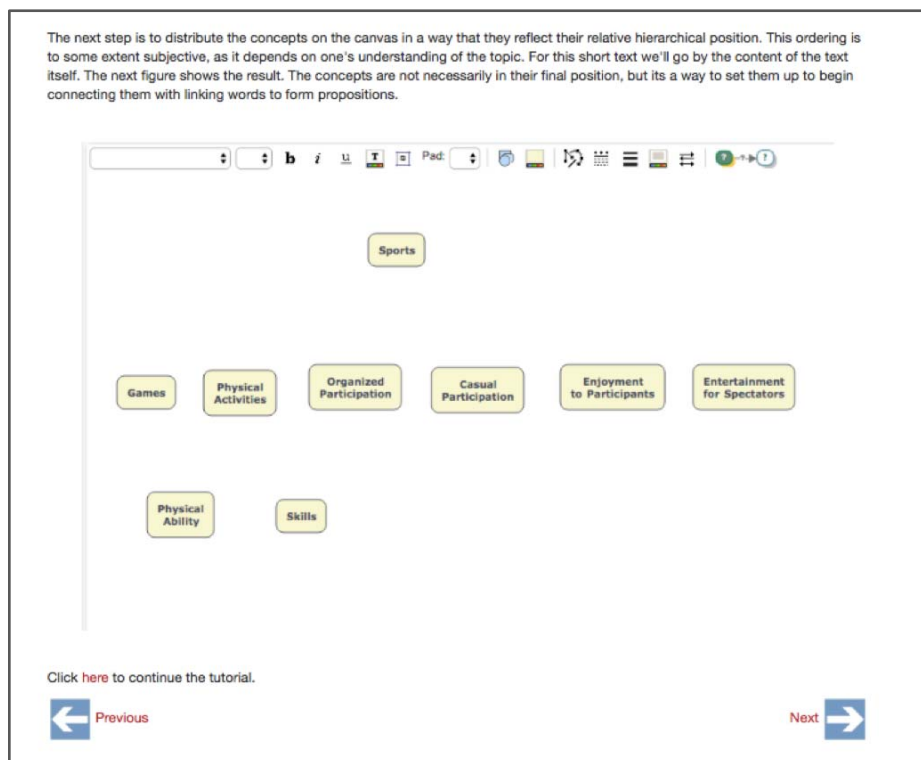 The next step is to distribute the concepts on the canvas in a way that they reflect their relative hierarchical position. This ordering is
to some extent subjective, as it depends on one's understanding of the topic. For this short text we'll go by the content of the text
itself. The next figure shows the result. The concepts are not necessarily in their final position, but its a way to set them up to begin
connecting them with linking words to form propositions.
b i u T a Pad: ? ? ?
Sports
Games
Physical
Activities
Organized
Participation
Casual
Participation
Enjoyment
to Participants
Entertainment
for Spectators
Physical
Ability
Skills
Click here to continue the tutorial.
Previous
Next